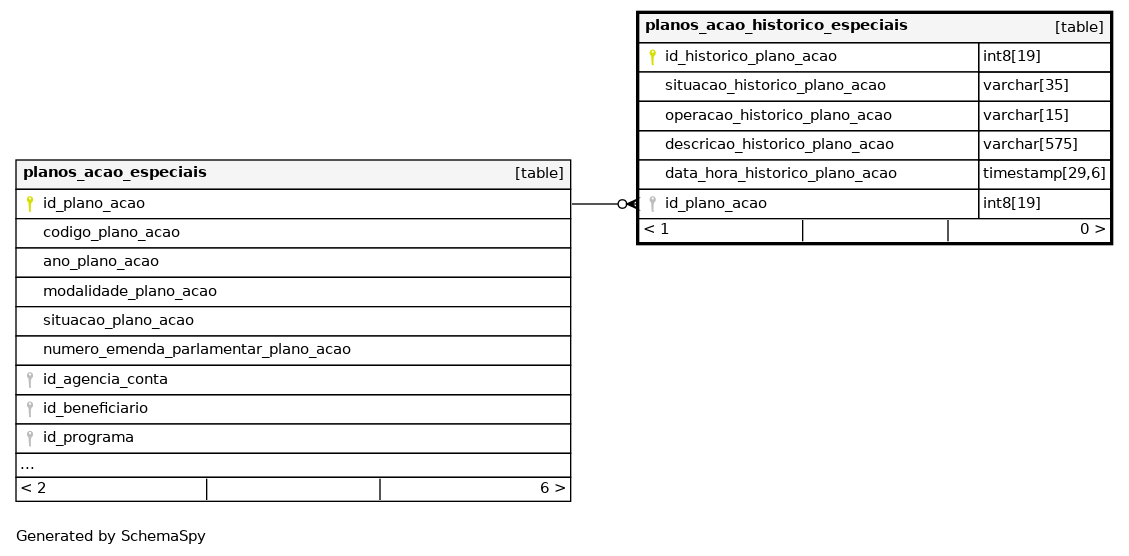 planos_acao_historico_especiais [table]
id_historico_plano_acao int8[19]
situacao_historico_plano_acao varchar[35]
operacao_historico_plano_acao varchar[15]
descricao_historico_plano_acao varchar[575]
data_hora_historico_plano_acao timestamp[29,6]
id_plano_acao int8[19]
< 1 0 >
planos_acao_especiais [table]
id_plano_acao
codigo_plano_acao
ano_plano_acao
modalidade_plano_acao
situacao_plano_acao
numero_emenda_parlamentar_plano_acao
id_agencia_conta
id_beneficiario
id_programa
...
< 2 6 >
Generated by SchemaSpy